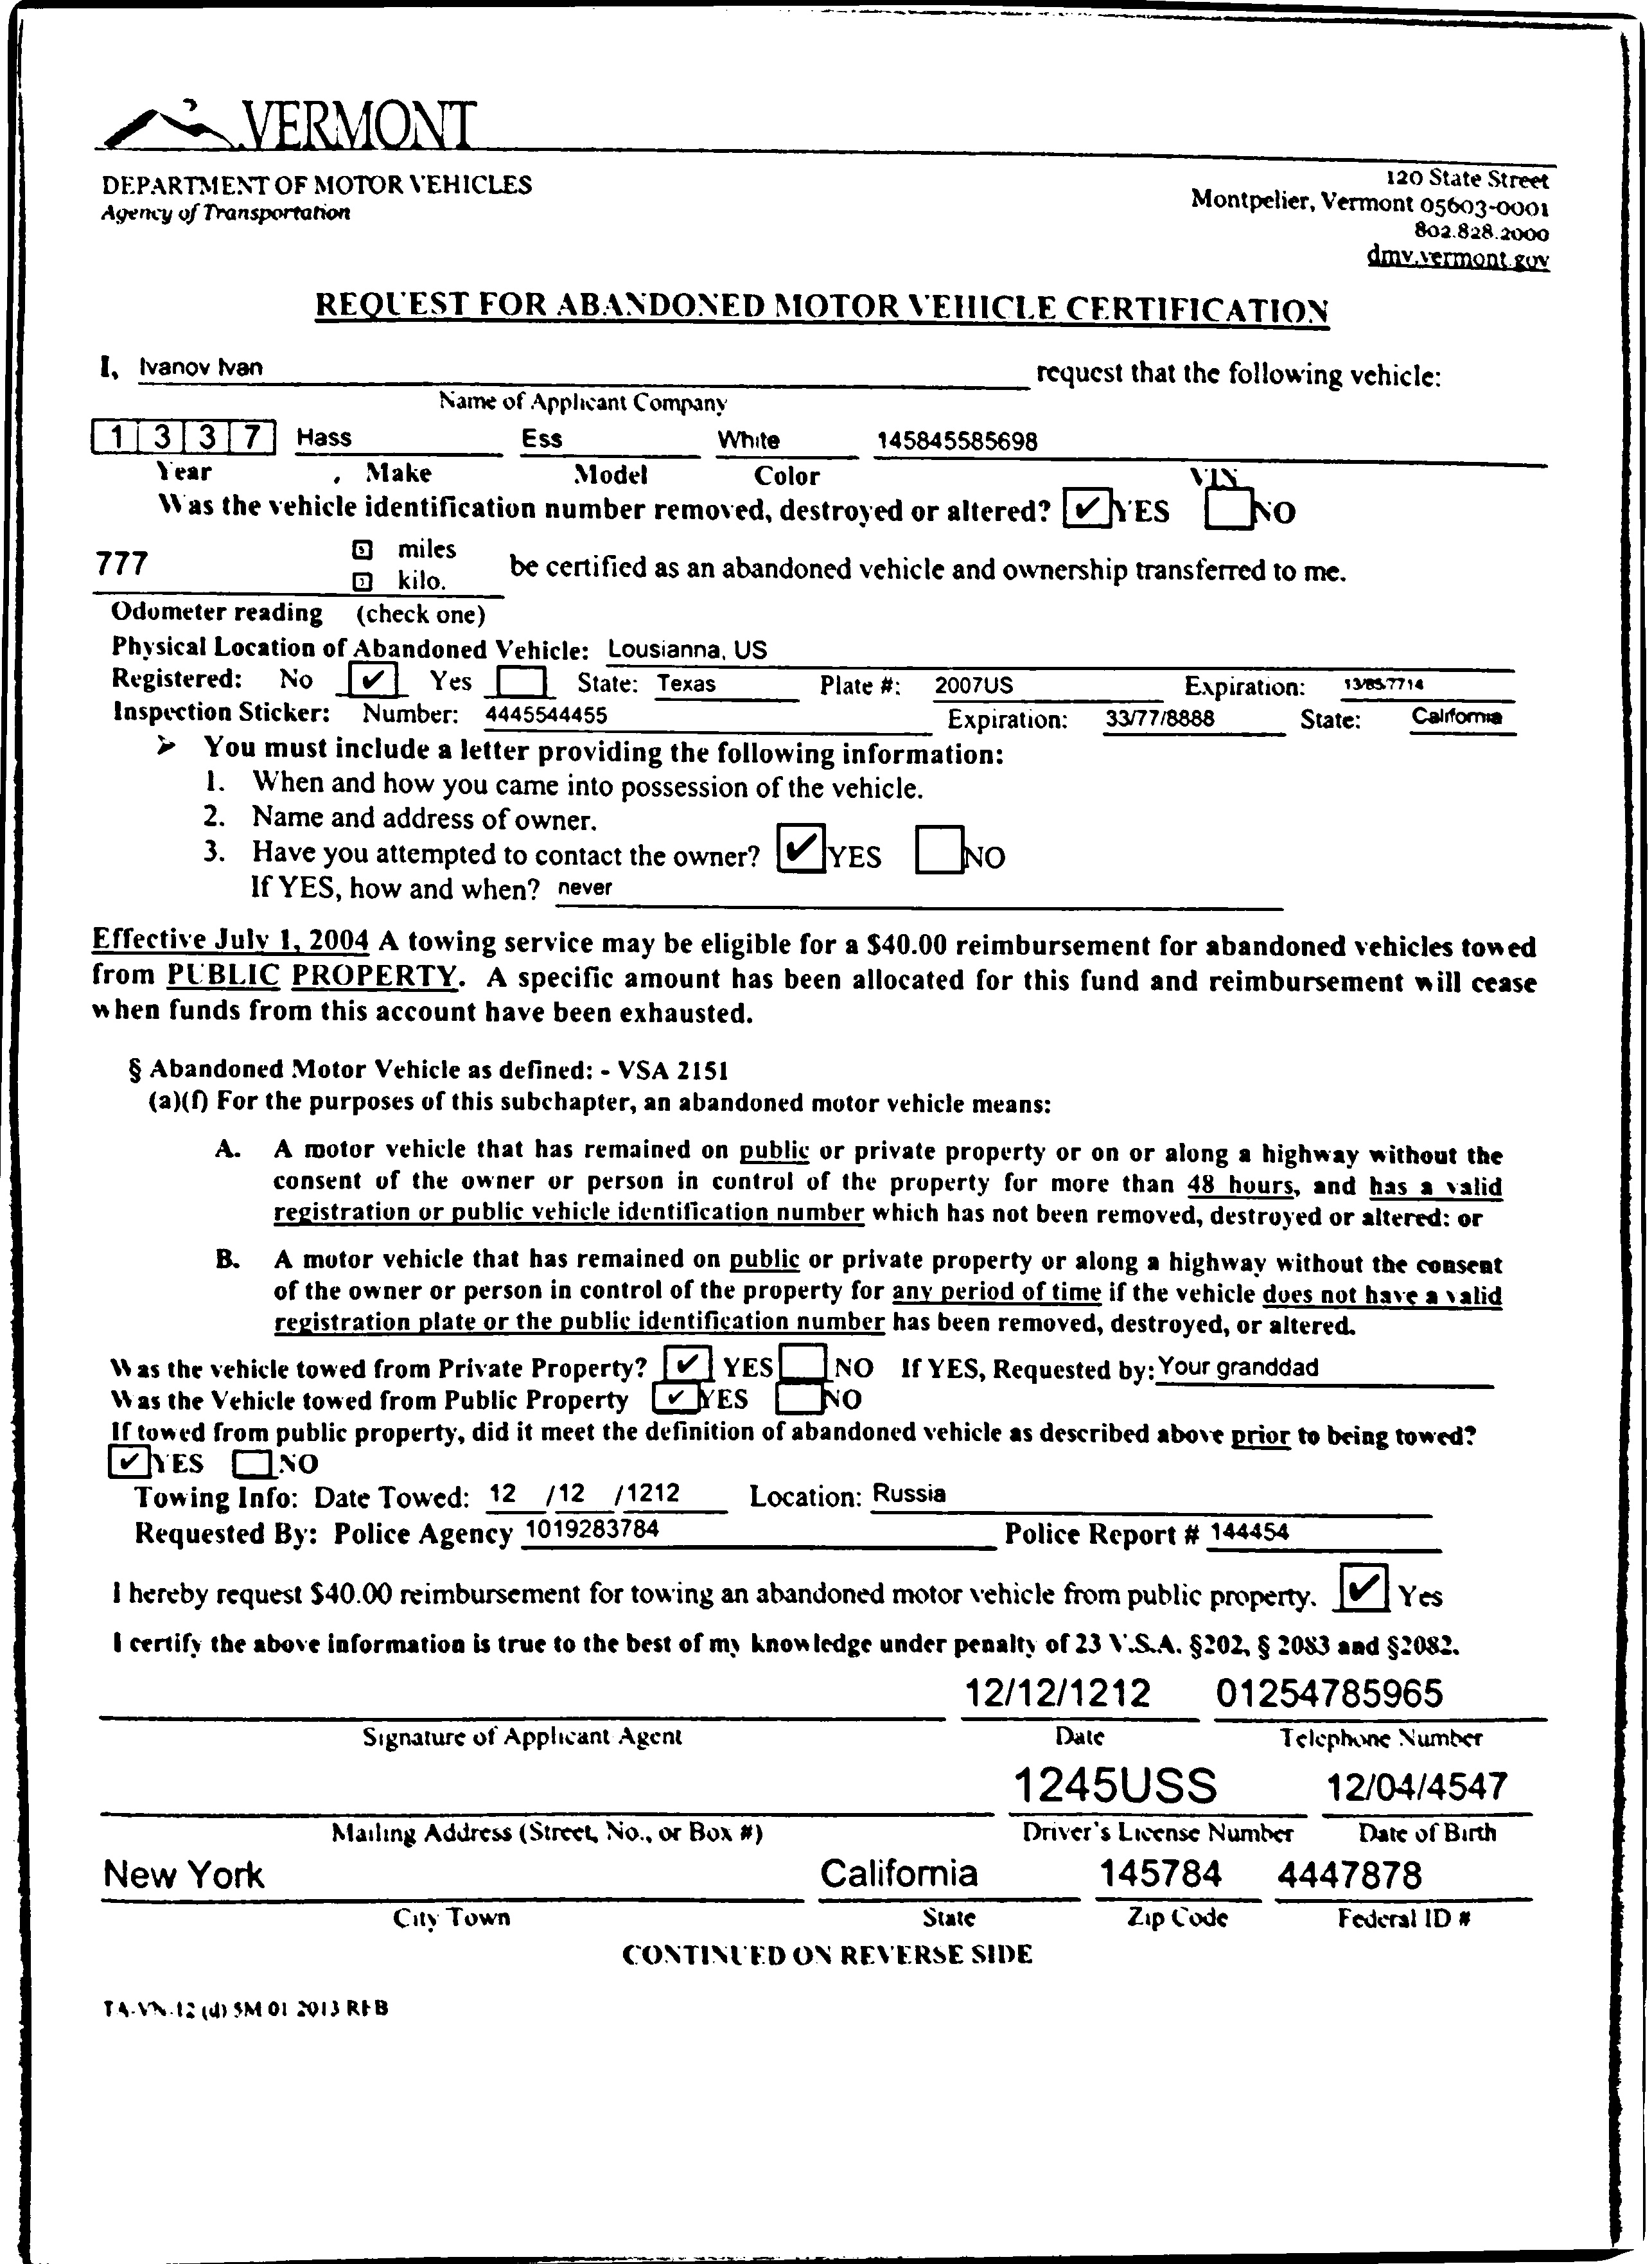 VERMONT
DEPARTMENT OF MOTOR VEHICLES
Agency of Transportation
120 State Street
Montpelier, Vermont 05603-0001
802.828.2000
dmv.vermont.gov
REQUEST FOR ABANDONED MOTOR VEHICLE CERTIFICATION
I, Ivanov Ivan request that the following vehicle:
Name of Applicant Company
1 3 3 7 Hass Ess White 145845585698
Year , Make Model Color VIN
Was the vehicle identification number removed, destroyed or altered? ✔ YES NO
777 miles
kilo. be certified as an abandoned vehicle and ownership transferred to me.
Odometer reading (check one)
Physical Location of Abandoned Vehicle: Lousianna, US
Registered: No ✔ Yes State: Texas Plate #: 2007US Expiration:
Inspection Sticker: Number: 4445544455 Expiration: 33/77/8888 State: California
➢ You must include a letter providing the following information:
1. When and how you came into possession of the vehicle.
2. Name and address of owner.
3. Have you attempted to contact the owner? ✔ YES NO
If YES, how and when? never
Effective July 1, 2004 A towing service may be eligible for a $40.00 reimbursement for abandoned vehicles towed
from PUBLIC PROPERTY. A specific amount has been allocated for this fund and reimbursement will cease
when funds from this account have been exhausted.
§ Abandoned Motor Vehicle as defined: - VSA 2151
(a)(f) For the purposes of this subchapter, an abandoned motor vehicle means:
A. A motor vehicle that has remained on public or private property or on or along a highway without the
consent of the owner or person in control of the property for more than 48 hours, and has a valid
registration or public vehicle identification number which has not been removed, destroyed or altered: or
B. A motor vehicle that has remained on public or private property or along a highway without the consent
of the owner or person in control of the property for any period of time if the vehicle does not have a valid
registration plate or the public identification number has been removed, destroyed, or altered.
Was the vehicle towed from Private Property? ✔ YES NO If YES, Requested by: Your granddad
Was the Vehicle towed from Public Property ✔ YES NO
If towed from public property, did it meet the definition of abandoned vehicle as described above prior to being towed?
✔ YES NO
Towing Info: Date Towed: 12 /12 /1212 Location: Russia
Requested By: Police Agency 1019283784 Police Report # 144454
I hereby request $40.00 reimbursement for towing an abandoned motor vehicle from public property. ✔ Yes
I certify the above information is true to the best of my knowledge under penalty of 23 V.S.A. §202, § 2083 and §2082.
12/12/1212 01254785965
Signature of Applicant Agent Date Telephone Number
1245USS 12/04/4547
Mailing Address (Street, No., or Box #) Driver's License Number Date of Birth
New York California 145784 4447878
City Town State Zip Code Federal ID #
CONTINUED ON REVERSE SIDE
TA-VN-12 (d) 5M 01 2013 REB